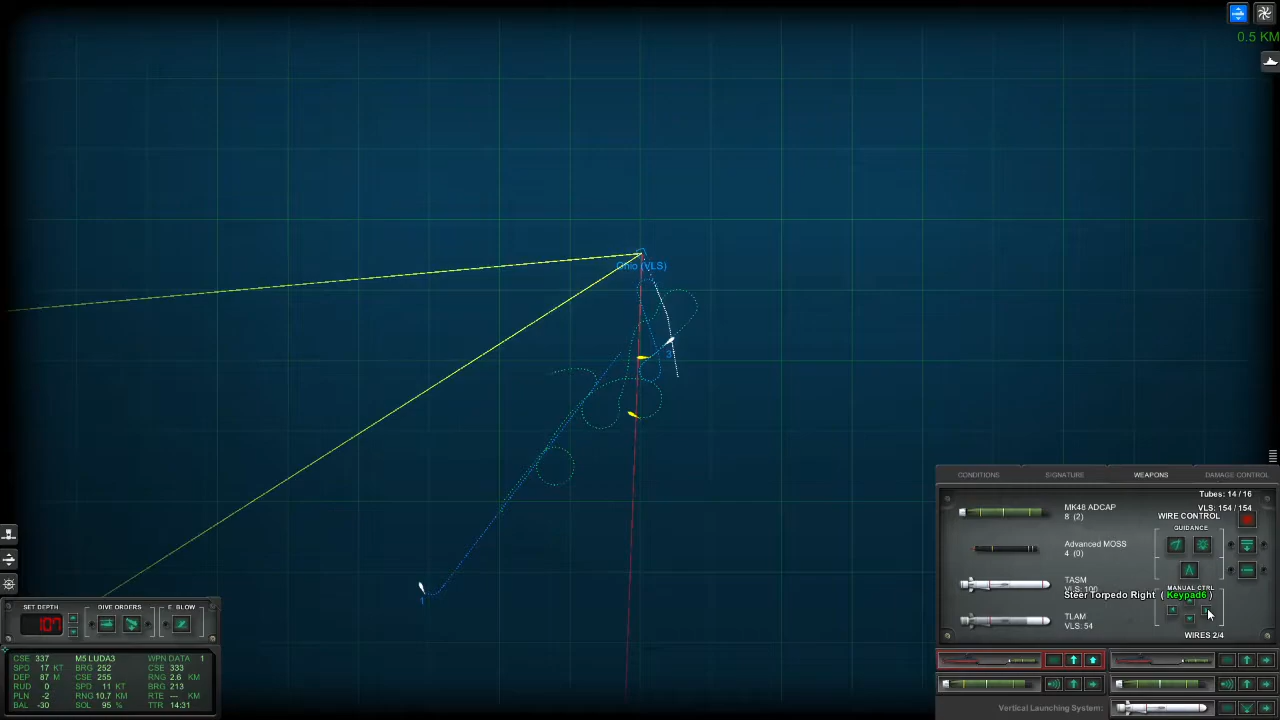 0.5 KM
Ohio (VLS)
3
1
CONDITIONS SIGNATURE WEAPONS DAMAGE CONTROL
Tubes: 14 / 16
MK48 ADCAP
8 (2)
VLS: 154 / 154
WIRE CONTROL
GUIDANCE
Advanced MOSS
4 (0)
TASM
VLS: 100
MANUAL CTRL
Steer Torpedo Right ( Keypad6 )
TLAM
VLS: 54
WIRES 2/4
Vertical Launching System:
SET DEPTH DIVE ORDERS E. BLOW
107
CSE 337 M5 LUDA3 WPN DATA 1
SPD 17 KT BRG 252 CSE 333
DEP 87 M CSE 255 RNG 2.6 KM
RUD 0 SPD 11 KT BRG 213
PLN -2 RNG 10.7 KM RTE --- KM
BAL -30 SOL 95 % TTR 14:31